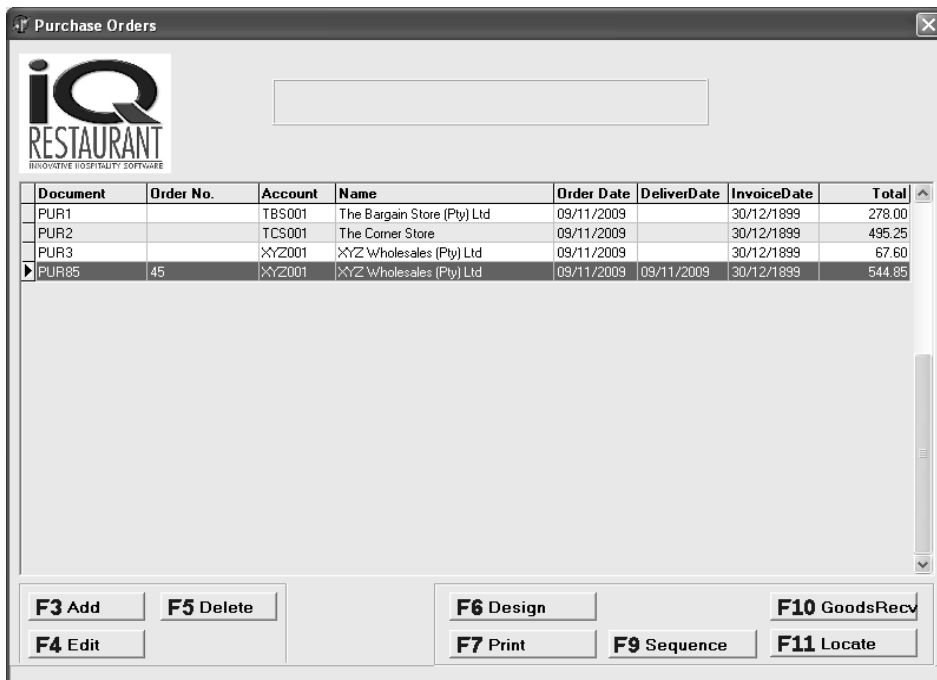 Purchase Orders
iQ
RESTAURANT
INNOVATIVE HOSPITALITY SOFTWARE
Document Order No. Account Name Order Date DeliverDate InvoiceDate Total
PUR1 TBS001 The Bargain Store (Pty) Ltd 09/11/2009 30/12/1899 278.00
PUR2 TCS001 The Corner Store 09/11/2009 30/12/1899 495.25
PUR3 XYZ001 XYZ Wholesales (Pty) Ltd 09/11/2009 30/12/1899 67.60
PUR85 45 XYZ001 XYZ Wholesales (Pty) Ltd 09/11/2009 09/11/2009 30/12/1899 544.85
F3 Add F5 Delete F6 Design F10 GoodsRecv
F4 Edit F7 Print F9 Sequence F11 Locate